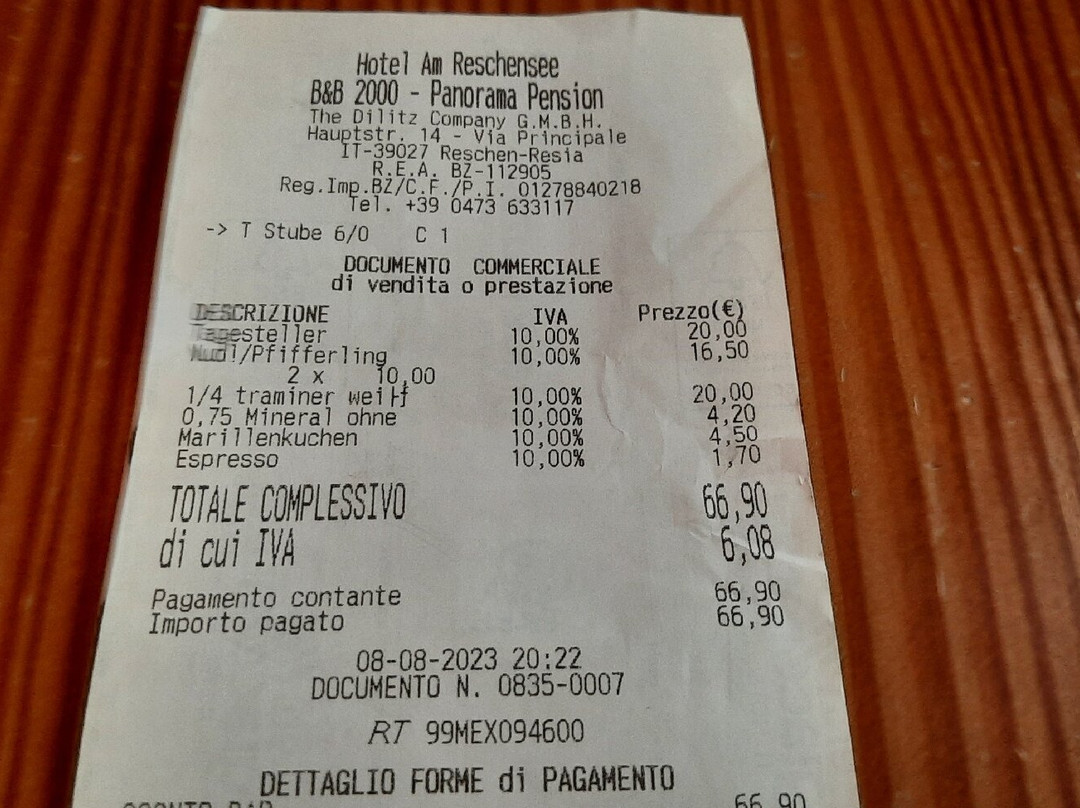 Hotel Am Reschensee
B&B 2000 - Panorama Pension
The Dilitz Company G.M.B.H.
Hauptstr. 14 - Via Principale
IT-39027 Reschen-Resia
R.E.A. BZ-112905
Reg.Imp.BZ/C.F./P.I. 01278840218
Tel. +39 0473 633117
-> T Stube 6/0 C 1
DOCUMENTO COMMERCIALE
di vendita o prestazione
DESCRIZIONE IVA Prezzo(€)
Tagesteller 10,00% 20,00
Nudl/Pfifferling 10,00% 16,50
2 x 10,00
1/4 traminer 10,00% 20,00
0,75 Mineral ohne 10,00% 4,20
Marillenkuchen 10,00% 4,50
Espresso 10,00% 1,70
TOTALE COMPLESSIVO 66,90
di cui IVA 6,08
Pagamento contante 66,90
Importo pagato 66,90
08-08-2023 20:22
DOCUMENTO N. 0835-0007
RT 99MEX094600
DETTAGLIO FORME di PAGAMENTO
66,90